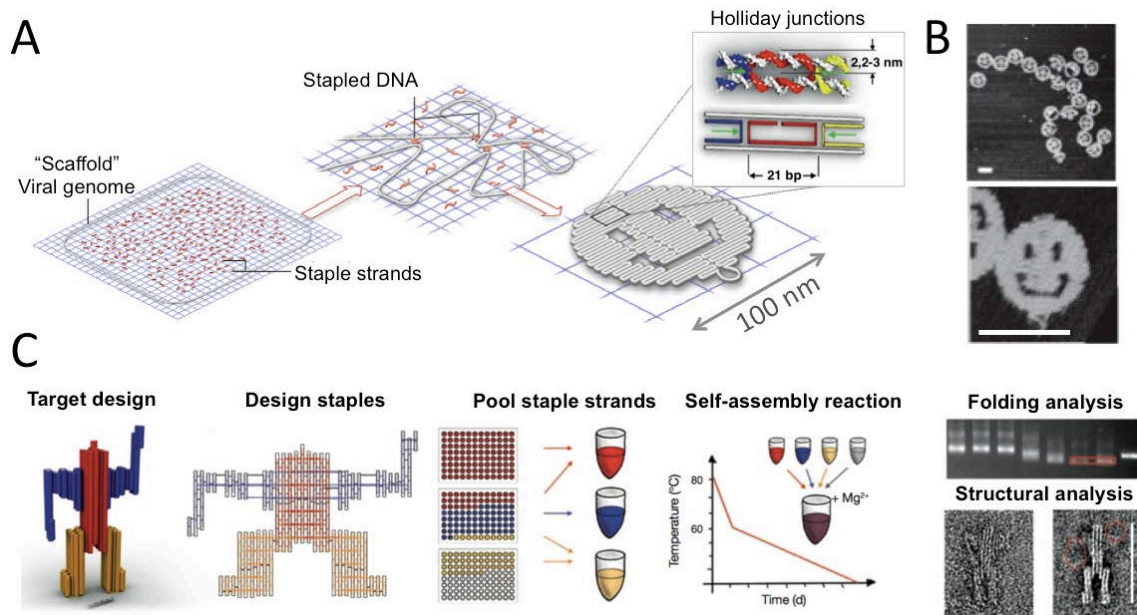 A
Holliday junctions
2,2-3 nm
21 bp
Stapled DNA
"Scaffold"
Viral genome
Staple strands
100 nm
B
C
Target design
Design staples
Pool staple strands
Self-assembly reaction
Temperature (°C)
80
60
+ Mg²⁺
Time (d)
Folding analysis
Structural analysis